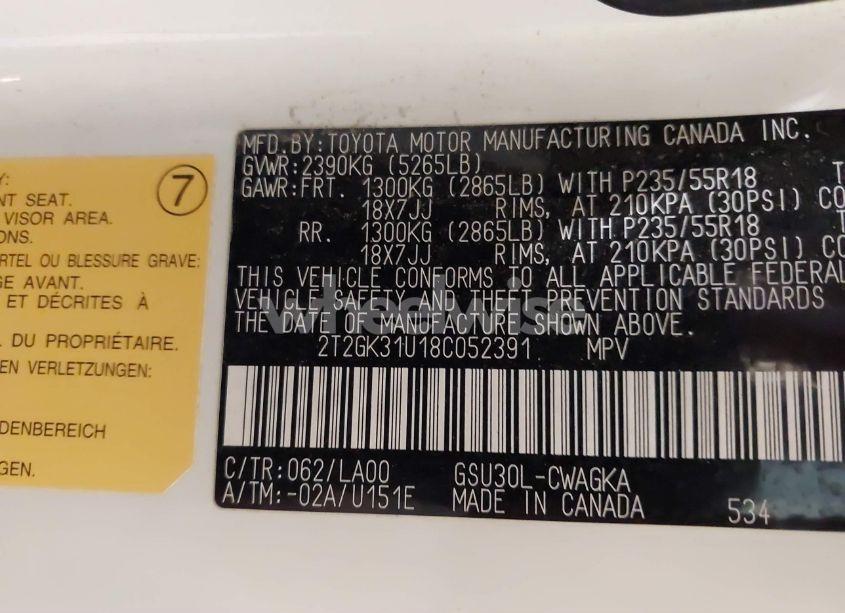 Y:
NT SEAT.
VISOR AREA.
ONS.
RTEL OU BLESSURE GRAVE:
GE AVANT.
ET DÉCRITES À
DU PROPRIÉTAIRE.
EN VERLETZUNGEN:
DENBEREICH
GEN.
7
MFD.BY:TOYOTA MOTOR MANUFACTURING CANADA INC.
GVWR:2390KG (5265LB)
GAWR:FRT. 1300KG (2865LB) WITH P235/55R18 T
18X7JJ RIMS, AT 210KPA (30PSI) CO
RR. 1300KG (2865LB) WITH P235/55R18 T
18X7JJ RIMS, AT 210KPA (30PSI) CO
THIS VEHICLE CONFORMS TO ALL APPLICABLE FEDERAL
VEHICLE SAFETY AND THEFT PREVENTION STANDARDS
THE DATE OF MANUFACTURE SHOWN ABOVE.
2T2GK31U18C052391 MPV
C/TR:062/LA00 GSU30L-CWAGKA
A/TM:-02A/U151E MADE IN CANADA 534